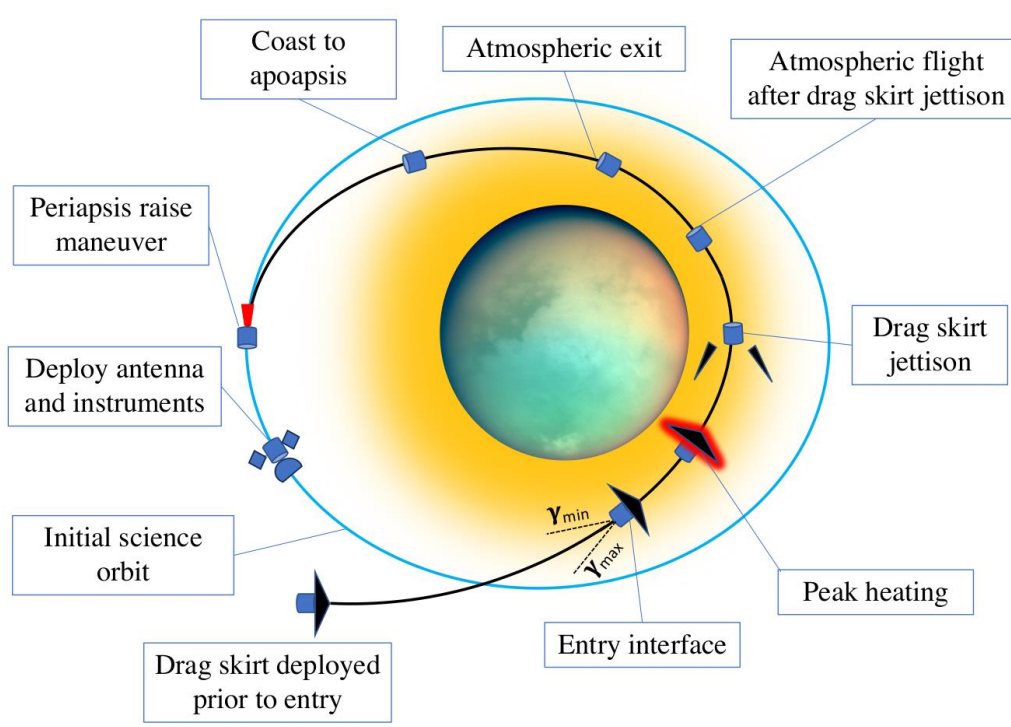 Coast to
apoapsis
Atmospheric exit
Atmospheric flight
after drag skirt jettison
Periapsis raise
maneuver
Drag skirt
jettison
Deploy antenna
and instruments
γmin
γmax
Initial science
orbit
Peak heating
Entry interface
Drag skirt deployed
prior to entry